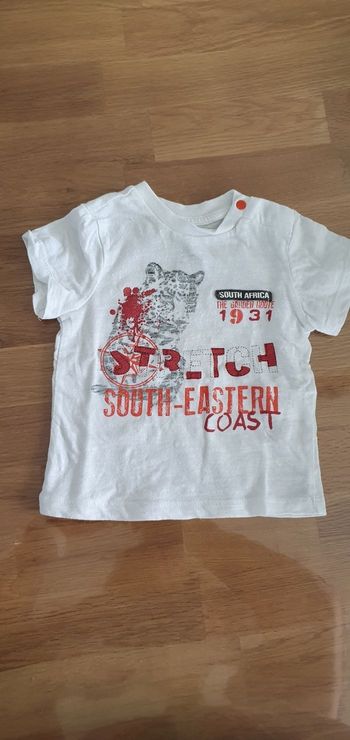 SOUTH AFRICA
1931
STRETCH
SOUTH-EASTERN
COAST